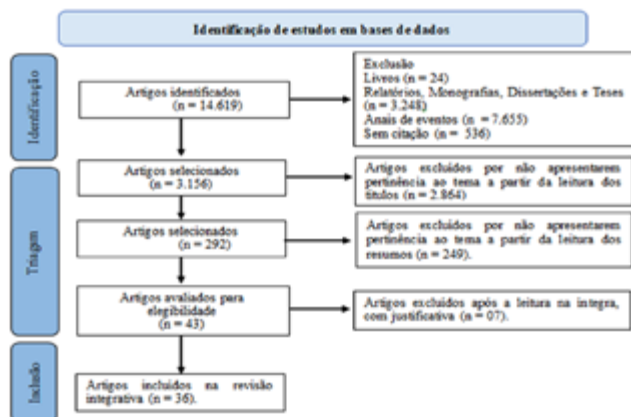 Identificação de estudos em bases de dados
Identificação
Artigos identificados
(n = 14.619)
Exclusão
Livros (n = 24)
Relatórios, Monografias, Dissertações e Teses
(n = 3.248)
Anais de eventos (n = 7.655)
Sem citação (n = 536)
Triagem
Artigos selecionados
(n = 3.156)
Artigos excluídos por não apresentarem
pertinência ao tema a partir da leitura dos
títulos (n = 2.864)
Artigos selecionados
(n = 292)
Artigos excluídos por não apresentarem
pertinência ao tema a partir da leitura dos
resumos (n = 249).
Artigos avaliados para
elegibilidade
(n = 43)
Artigos excluídos após a leitura na integra,
com justificativa (n = 07).
Inclusão
Artigos incluídos na revisão
integrativa (n = 36).